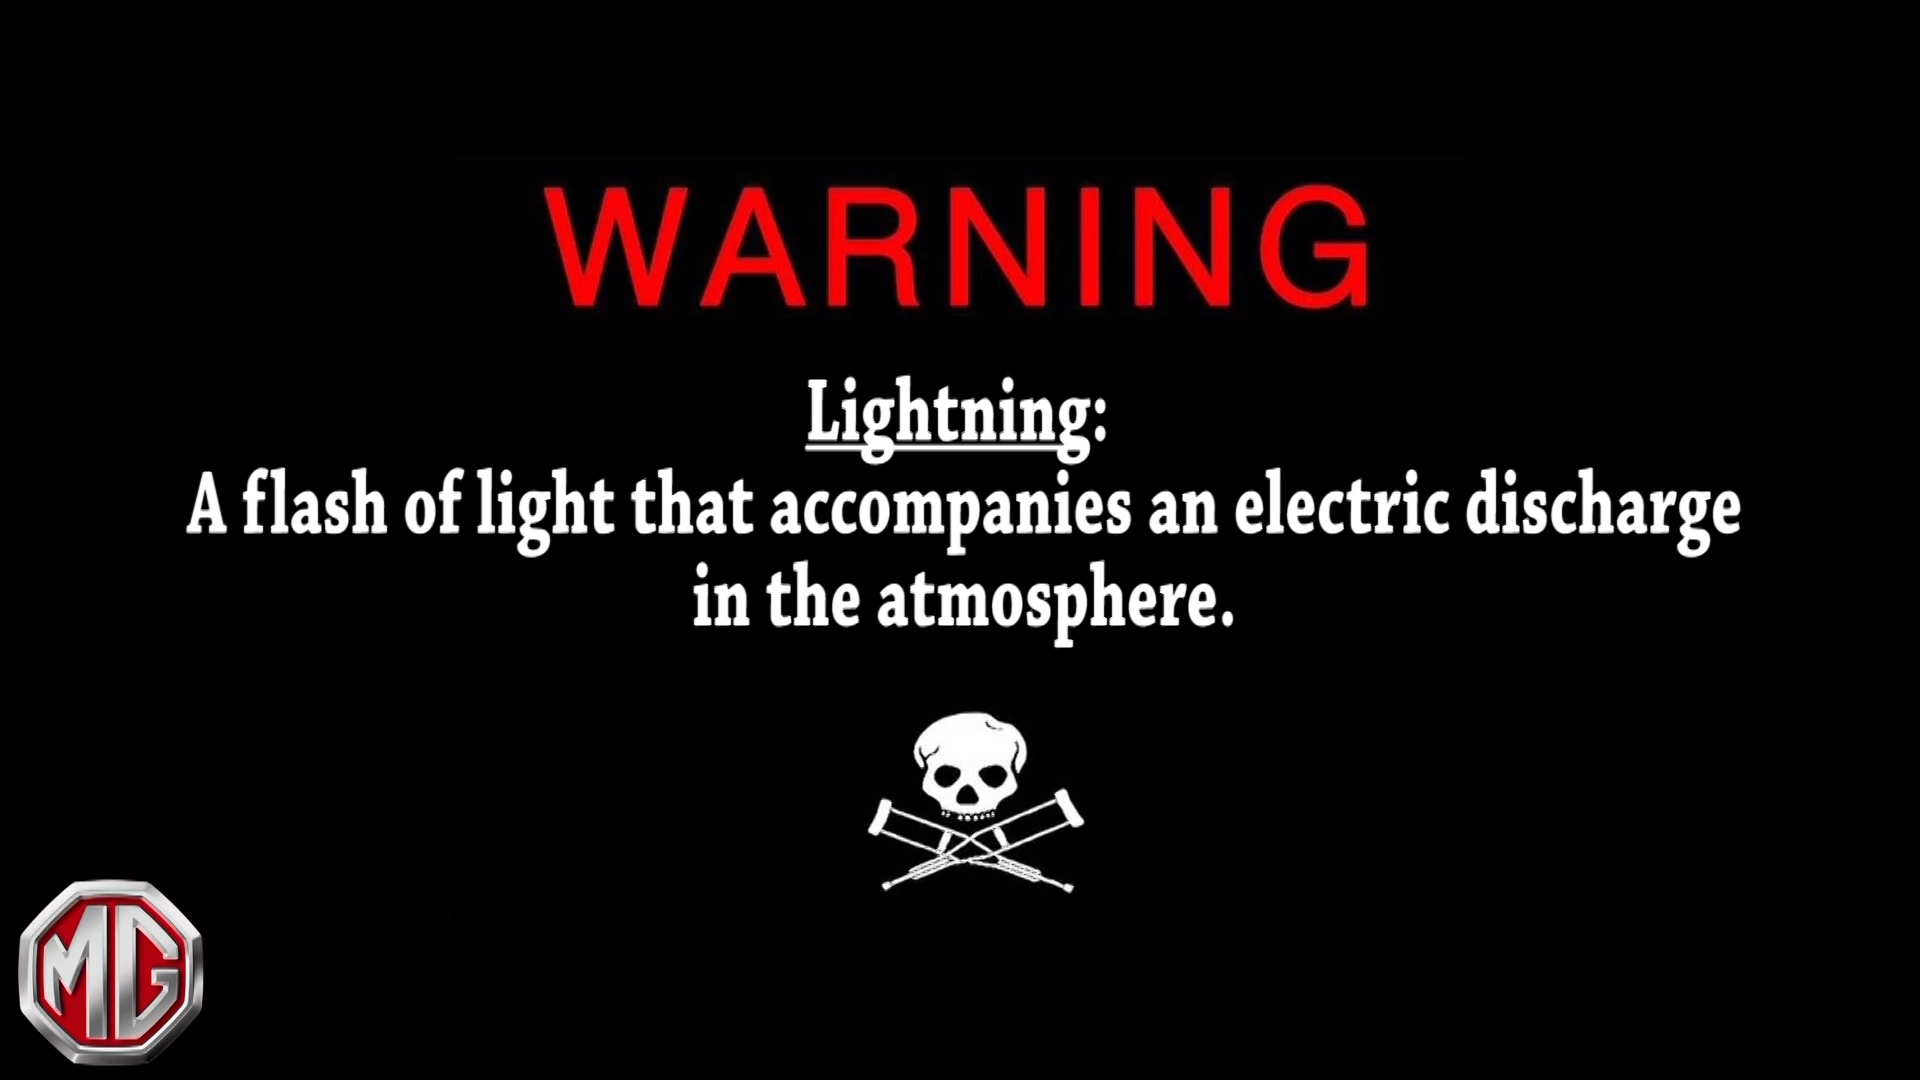 WARNING
Lightning:
A flash of light that accompanies an electric discharge
in the atmosphere.
MG